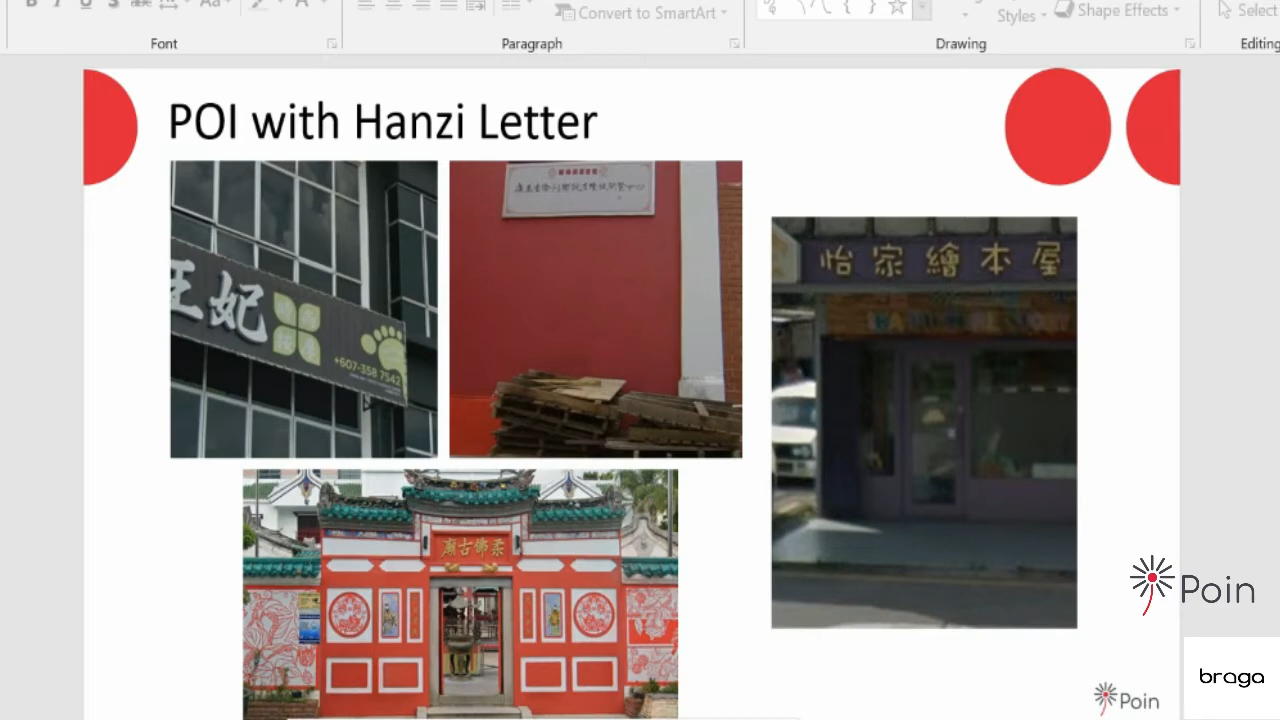 Font
Paragraph
Drawing
Editing
Convert to SmartArt
Styles
Shape Effects
Select
POI with Hanzi Letter
王妃
+607-358 7542
怡家繪本屋
廟古佛柔
Poin
braga
Poin